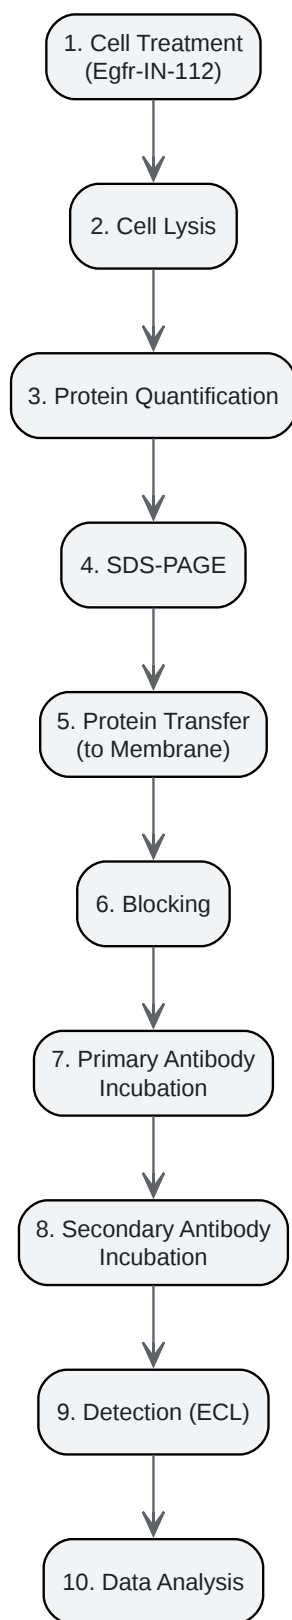 1. Cell Treatment
(Egfr-IN-112)
2. Cell Lysis
3. Protein Quantification
4. SDS-PAGE
5. Protein Transfer
(to Membrane)
6. Blocking
7. Primary Antibody
Incubation
8. Secondary Antibody
Incubation
9. Detection (ECL)
10. Data Analysis